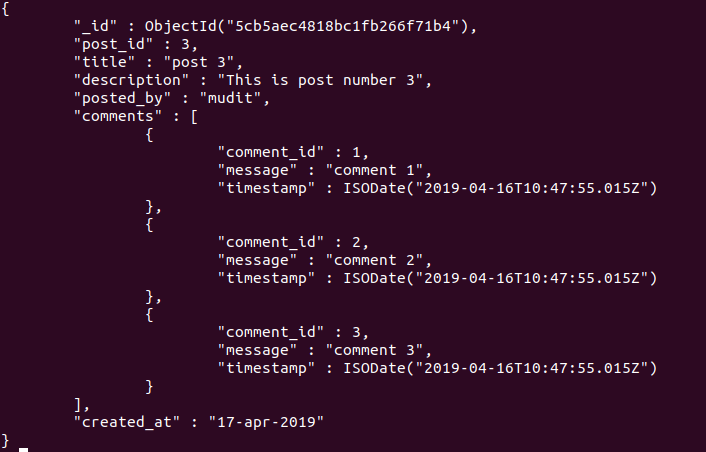 {
"_id" : ObjectId("5cb5aec4818bc1fb266f71b4"),
"post_id" : 3,
"title" : "post 3",
"description" : "This is post number 3",
"posted_by" : "mudit",
"comments" : [
{
"comment_id" : 1,
"message" : "comment 1",
"timestamp" : ISODate("2019-04-16T10:47:55.015Z")
},
{
"comment_id" : 2,
"message" : "comment 2",
"timestamp" : ISODate("2019-04-16T10:47:55.015Z")
},
{
"comment_id" : 3,
"message" : "comment 3",
"timestamp" : ISODate("2019-04-16T10:47:55.015Z")
}
],
"created_at" : "17-apr-2019"
}